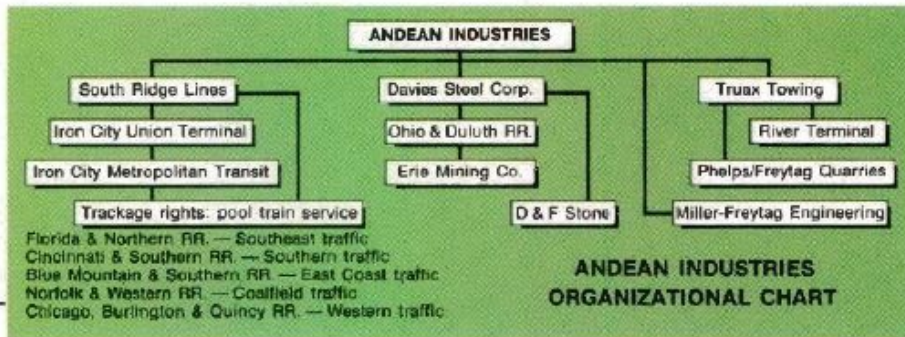 ANDEAN INDUSTRIES
South Ridge Lines
Davies Steel Corp.
Truax Towing
Iron City Union Terminal
Ohio & Duluth RR.
River Terminal
Iron City Metropolitan Transit
Erie Mining Co.
Phelps/Freytag Quarries
Trackage rights: pool train service
D & F Stone
Miller-Freytag Engineering
Florida & Northern RR. — Southeast traffic
Cincinnati & Southern RR. — Southern traffic
Blue Mountain & Southern RR. — East Coast traffic
Norfolk & Western RR. — Coalfield traffic
Chicago, Burlington & Quincy RR. — Western traffic
ANDEAN INDUSTRIES
ORGANIZATIONAL CHART